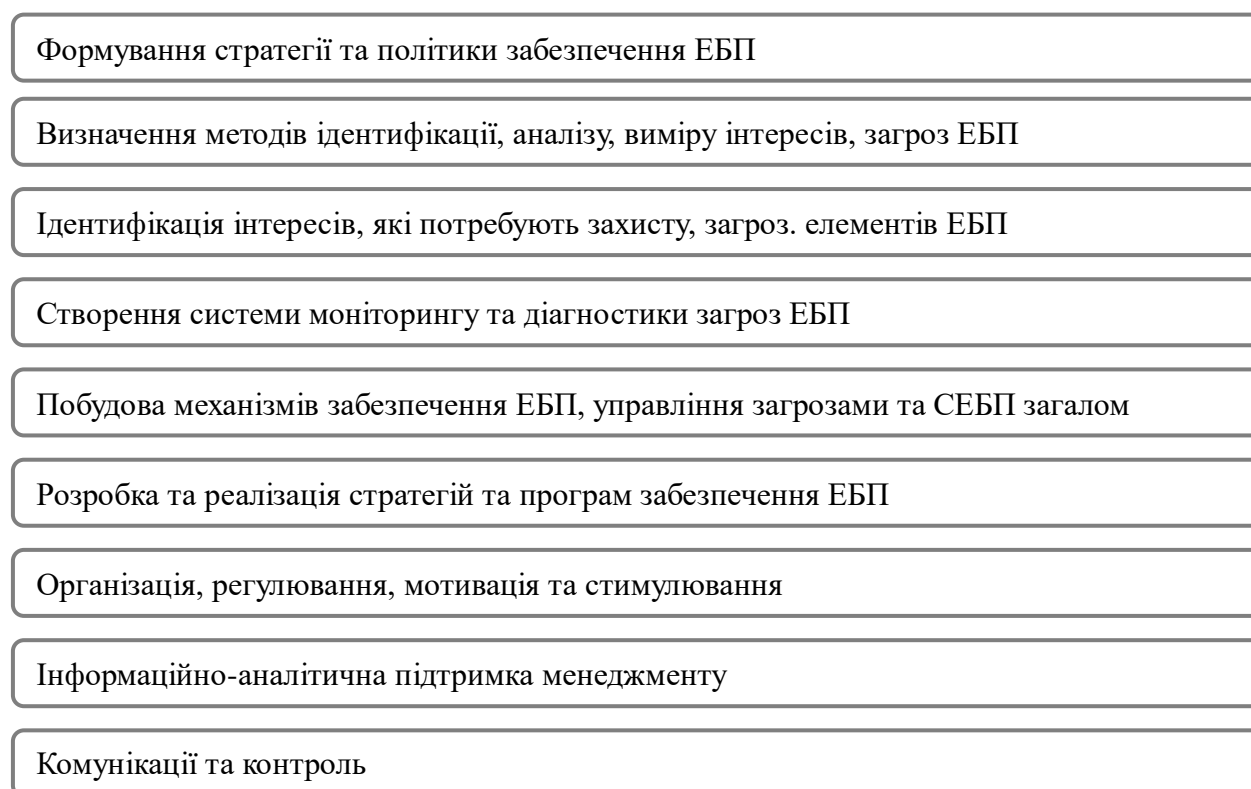 Формування стратегії та політики забезпечення ЕБП
Визначення методів ідентифікації, аналізу, виміру інтересів, загроз ЕБП
Ідентифікація інтересів, які потребують захисту, загроз. елементів ЕБП
Створення системи моніторингу та діагностики загроз ЕБП
Побудова механізмів забезпечення ЕБП, управління загрозами та СЕБП загалом
Розробка та реалізація стратегій та програм забезпечення ЕБП
Організація, регулювання, мотивація та стимулювання
Інформаційно-аналітична підтримка менеджменту
Комунікації та контроль